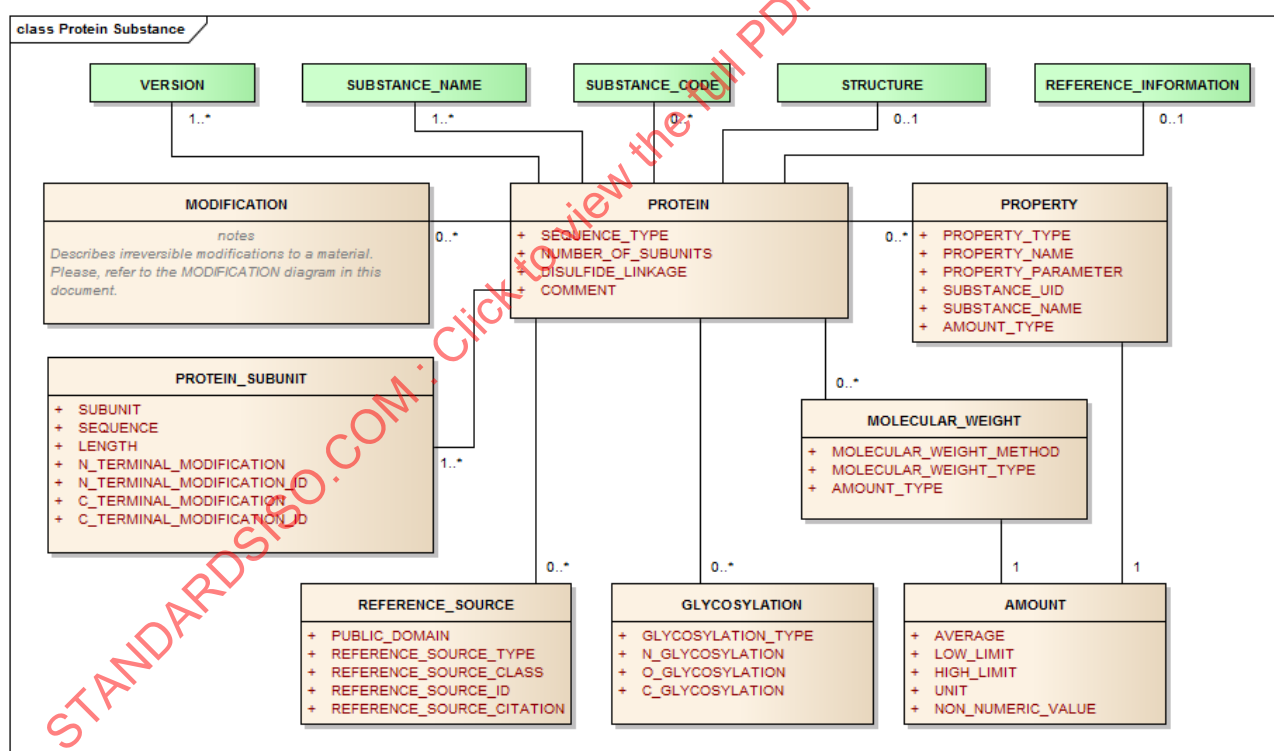 class Protein Substance
VERSION
SUBSTANCE_NAME
SUBSTANCE_CODE
STRUCTURE
REFERENCE_INFORMATION
1..*
1..*
0..*
0..1
0..1
MODIFICATION
notes
Describes irreversible modifications to a material.
Please, refer to the MODIFICATION diagram in this
document.
0..*
PROTEIN
+ SEQUENCE_TYPE
+ NUMBER_OF_SUBUNITS
+ DISULFIDE_LINKAGE
+ COMMENT
0..*
PROPERTY
+ PROPERTY_TYPE
+ PROPERTY_NAME
+ PROPERTY_PARAMETER
+ SUBSTANCE_UID
+ SUBSTANCE_NAME
+ AMOUNT_TYPE
PROTEIN_SUBUNIT
+ SUBUNIT
+ SEQUENCE
+ LENGTH
+ N_TERMINAL_MODIFICATION
+ N_TERMINAL_MODIFICATION_ID
+ C_TERMINAL_MODIFICATION
+ C_TERMINAL_MODIFICATION_ID
1..*
0..*
MOLECULAR_WEIGHT
+ MOLECULAR_WEIGHT_METHOD
+ MOLECULAR_WEIGHT_TYPE
+ AMOUNT_TYPE
0..*
0..*
1
1
REFERENCE_SOURCE
+ PUBLIC_DOMAIN
+ REFERENCE_SOURCE_TYPE
+ REFERENCE_SOURCE_CLASS
+ REFERENCE_SOURCE_ID
+ REFERENCE_SOURCE_CITATION
GLYCOSYLATION
+ GLYCOSYLATION_TYPE
+ N_GLYCOSYLATION
+ O_GLYCOSYLATION
+ C_GLYCOSYLATION
AMOUNT
+ AVERAGE
+ LOW_LIMIT
+ HIGH_LIMIT
+ UNIT
+ NON_NUMERIC_VALUE
STANDARDSISO.COM : Click to view the full PDF